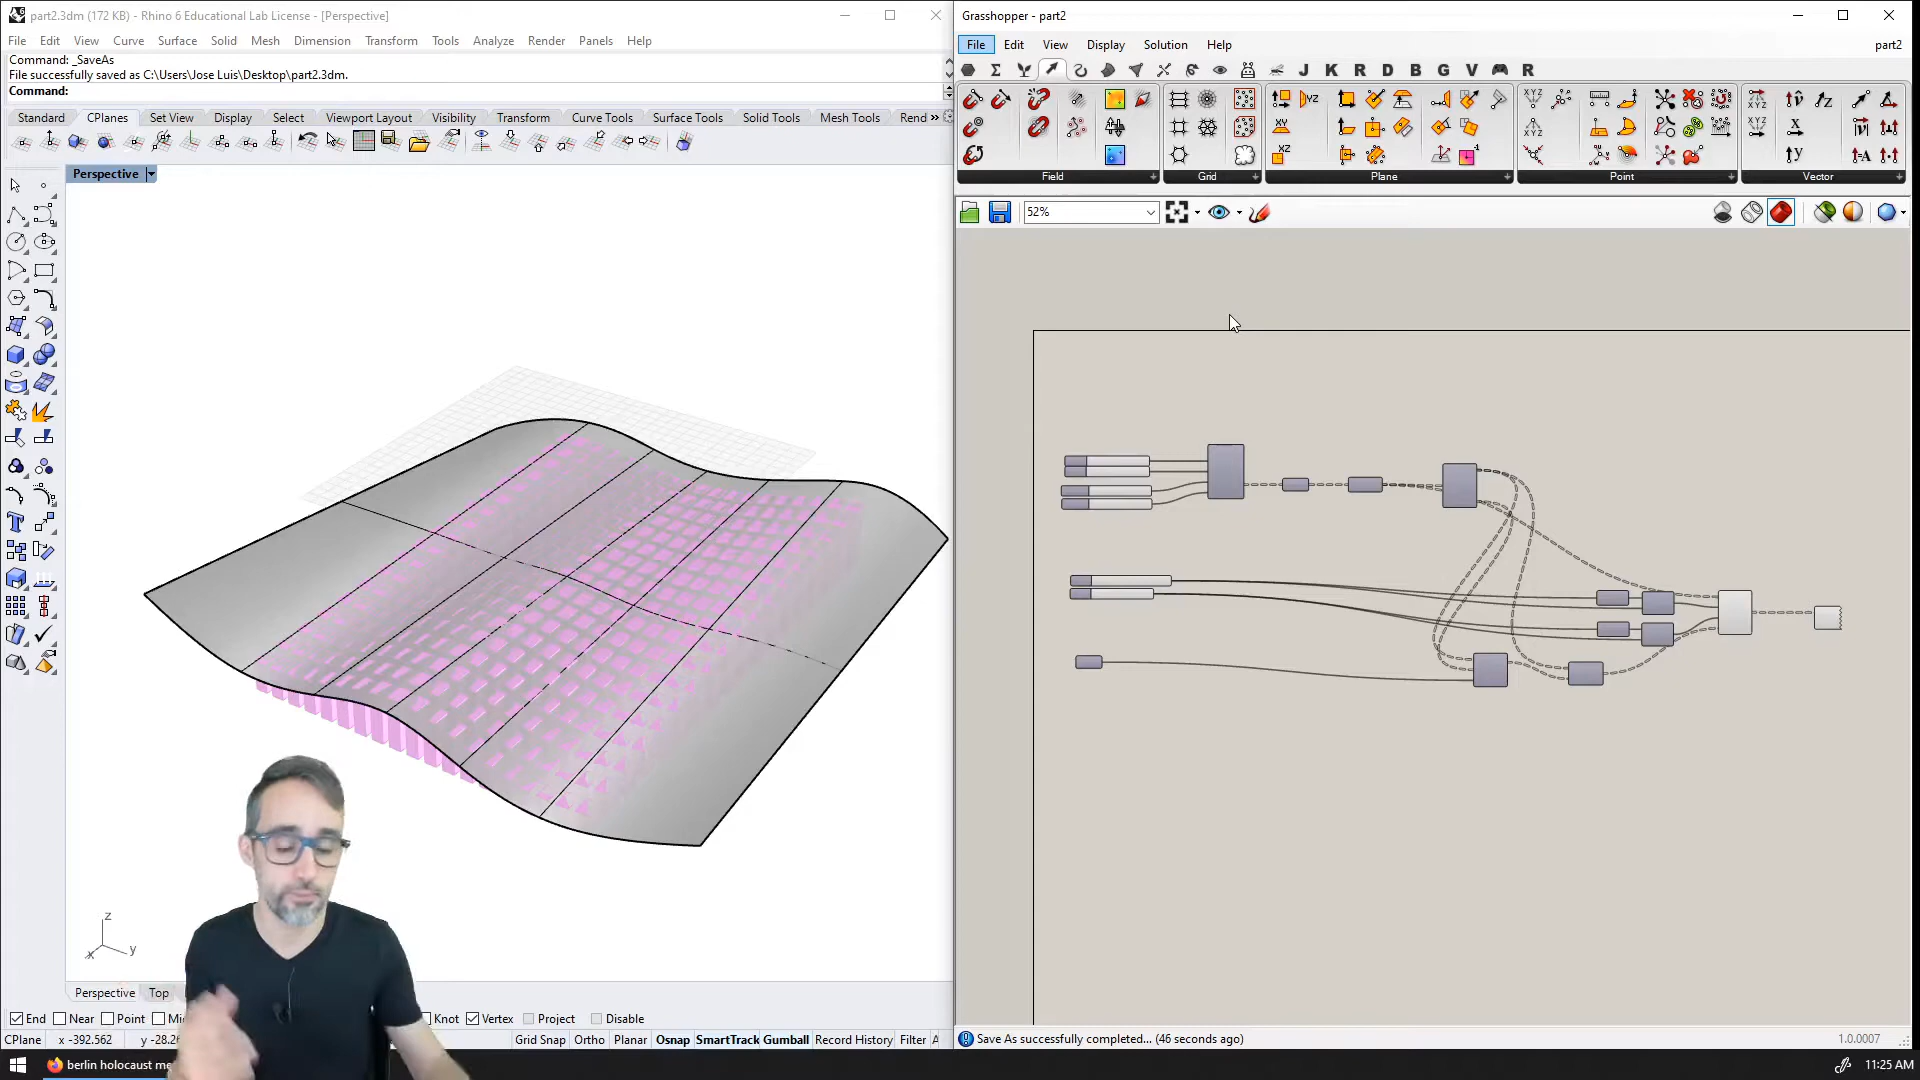 part2.3dm (172 KB) - Rhino 6 Educational Lab License - [Perspective]
File Edit View Curve Surface Solid Mesh Dimension Transform Tools Analyze Render Panels Help
Command: _SaveAs
File successfully saved as C:\Users\Jose Luis\Desktop\part2.3dm.
Command:
Standard CPlanes Set View Display Select Viewport Layout Visibility Transform Curve Tools Surface Tools Solid Tools Mesh Tools Rend »
Perspective
z
y
x
Perspective Top
End Near Point Knot Vertex Project Disable
CPlane x -392.562 Grid Snap Ortho Planar Osnap SmartTrack Gumball Record History Filter
Grasshopper - part2
File Edit View Display Solution Help part2
J K R D B G V R
Field Grid Plane Point Vector
52%
Save As successfully completed... (46 seconds ago) 1.0.0007
berlin holocaust me
11:25 AM